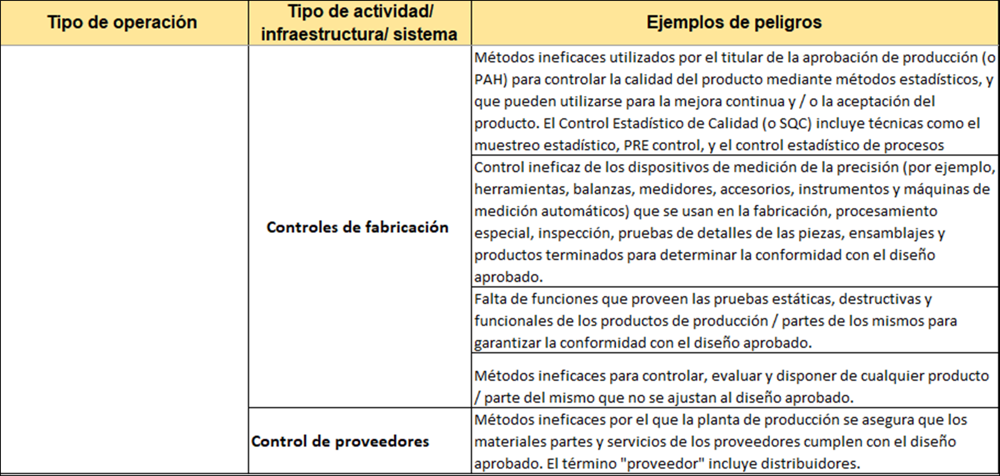 Tipo de operación
Tipo de actividad/
infraestructura/ sistema
Ejemplos de peligros
Controles de fabricación
Métodos ineficaces utilizados por el titular de la aprobación de producción (o
PAH) para controlar la calidad del producto mediante métodos estadísticos, y
que pueden utilizarse para la mejora continua y / o la aceptación del
producto. El Control Estadístico de Calidad (o SQC) incluye técnicas como el
muestreo estadístico, PRE control, y el control estadístico de procesos
Control ineficaz de los dispositivos de medición de la precisión (por ejemplo,
herramientas, balanzas, medidores, accesorios, instrumentos y máquinas de
medición automáticos) que se usan en la fabricación, procesamiento
especial, inspección, pruebas de detalles de las piezas, ensamblajes y
productos terminados para determinar la conformidad con el diseño
aprobado.
Falta de funciones que proveen las pruebas estáticas, destructivas y
funcionales de los productos de producción / partes de los mismos para
garantizar la conformidad con el diseño aprobado.
Métodos ineficaces para controlar, evaluar y disponer de cualquier producto
/ parte del mismo que no se ajustan al diseño aprobado.
Control de proveedores
Métodos ineficaces por el que la planta de producción se asegura que los
materiales partes y servicios de los proveedores cumplen con el diseño
aprobado. El término "proveedor" incluye distribuidores.